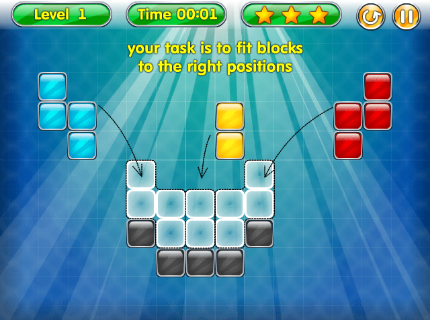 Level 1
Time 00:01
your task is to fit blocks
to the right positions